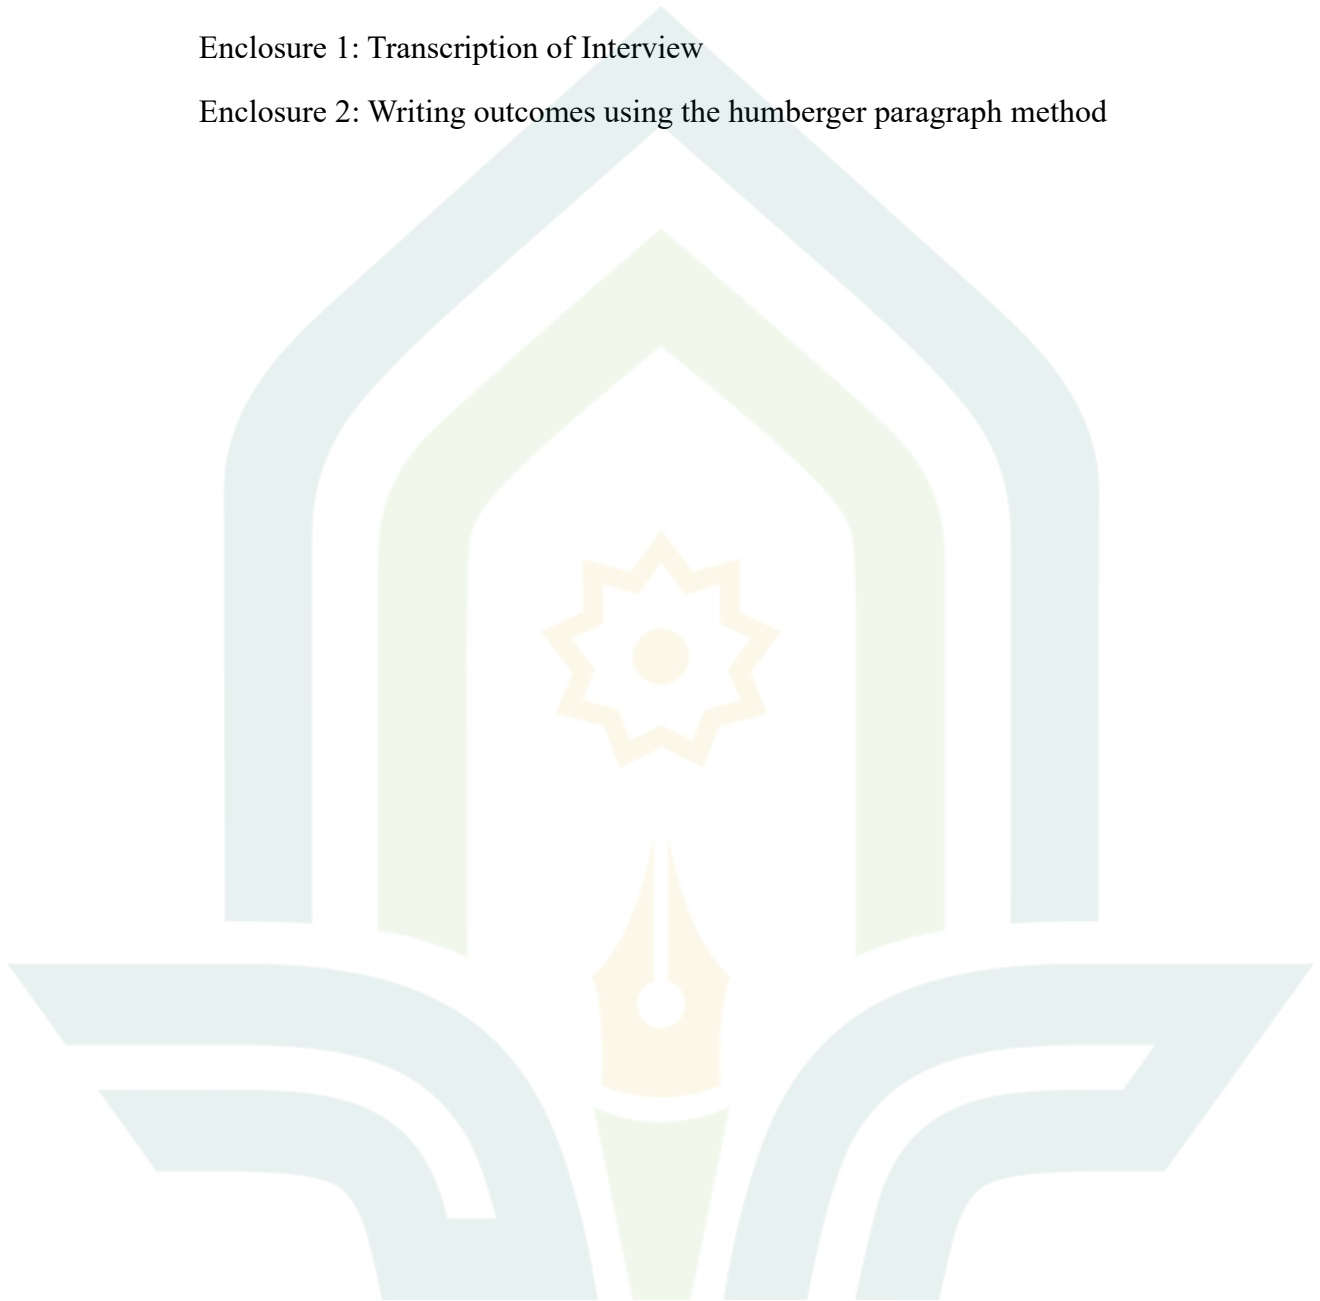 Enclosure 1: Transcription of Interview
Enclosure 2: Writing outcomes using the humberger paragraph method